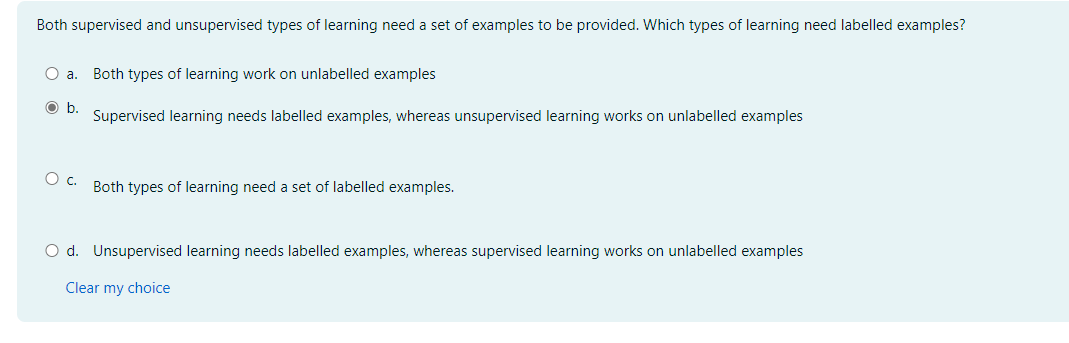 Both supervised and unsupervised types of learning need a set of examples to be provided. Which types of learning need labelled examples?
a. Both types of learning work on unlabelled examples
b. Supervised learning needs labelled examples, whereas unsupervised learning works on unlabelled examples
c. Both types of learning need a set of labelled examples.
d. Unsupervised learning needs labelled examples, whereas supervised learning works on unlabelled examples
Clear my choice